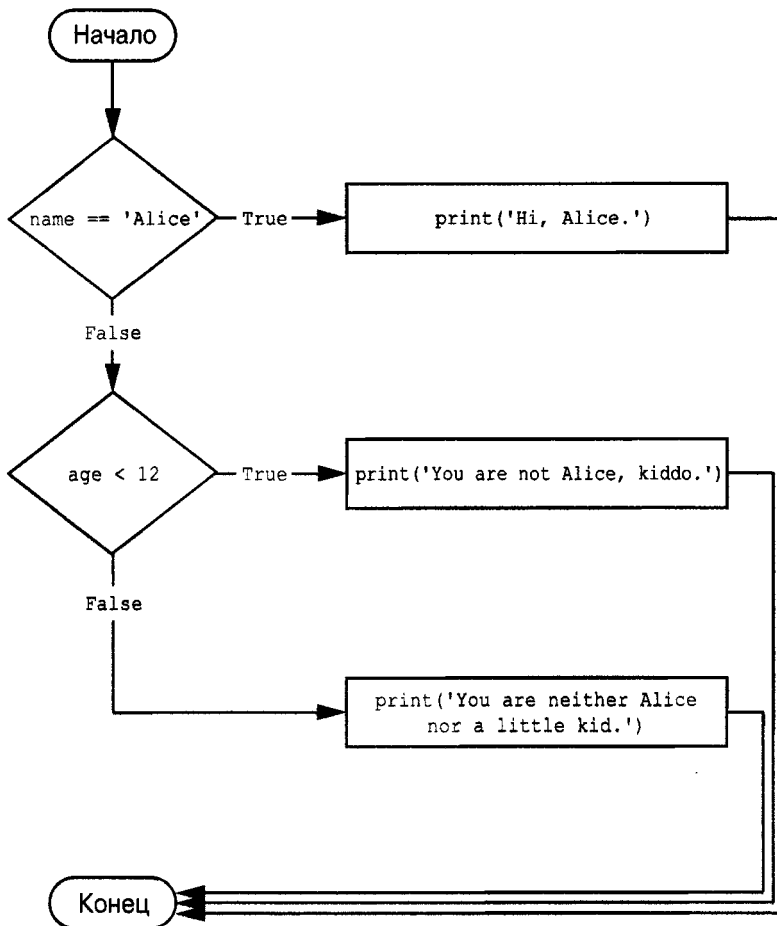 Начало
name == 'Alice'
True
print('Hi, Alice.')
False
age < 12
True
print('You are not Alice, kiddo.')
False
print('You are neither Alice
nor a little kid.')
Конец